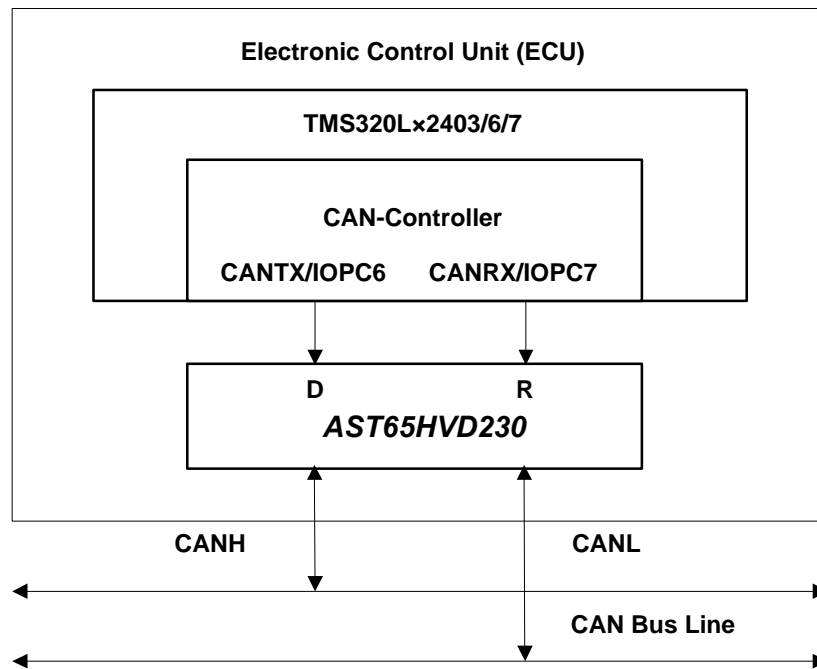 Electronic Control Unit (ECU)
TMS320L×2403/6/7
CAN-Controller
CANTX/IOPC6 CANRX/IOPC7
D R
AST65HVD230
CANH CANL
CAN Bus Line